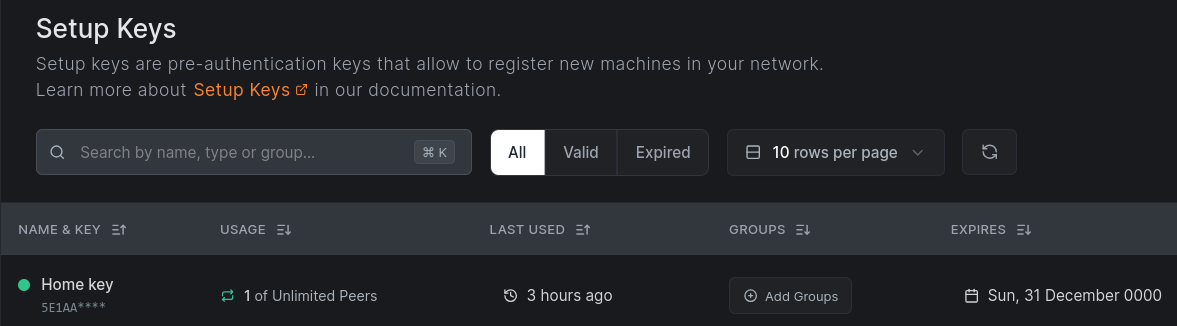 Setup Keys
Setup keys are pre-authentication keys that allow to register new machines in your network.
Learn more about Setup Keys in our documentation.
Search by name, type or group... ⌘ K All Valid Expired 10 rows per page
NAME & KEY USAGE LAST USED GROUPS EXPIRES
Home key
5E1AA**** 1 of Unlimited Peers 3 hours ago Add Groups Sun, 31 December 0000